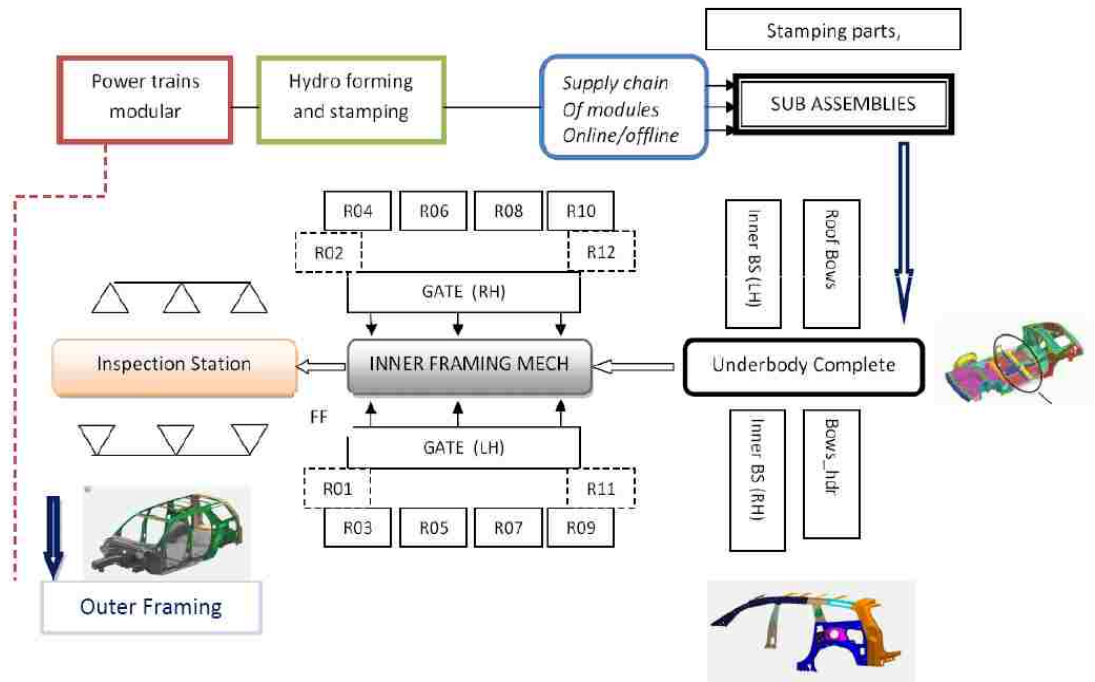 Stamping parts,
Power trains
modular
Hydro forming
and stamping
Supply chain
Of modules
Online/offline
SUB ASSEMBLIES
R04
R06
R08
R10
R02
R12
GATE (RH)
Inner BS (LH)
Roof Bows
Inspection Station
INNER FRAMING MECH
Underbody Complete
FF
GATE (LH)
R01
R11
R03
R05
R07
R09
Inner BS (RH)
Bows_hdr
Outer Framing